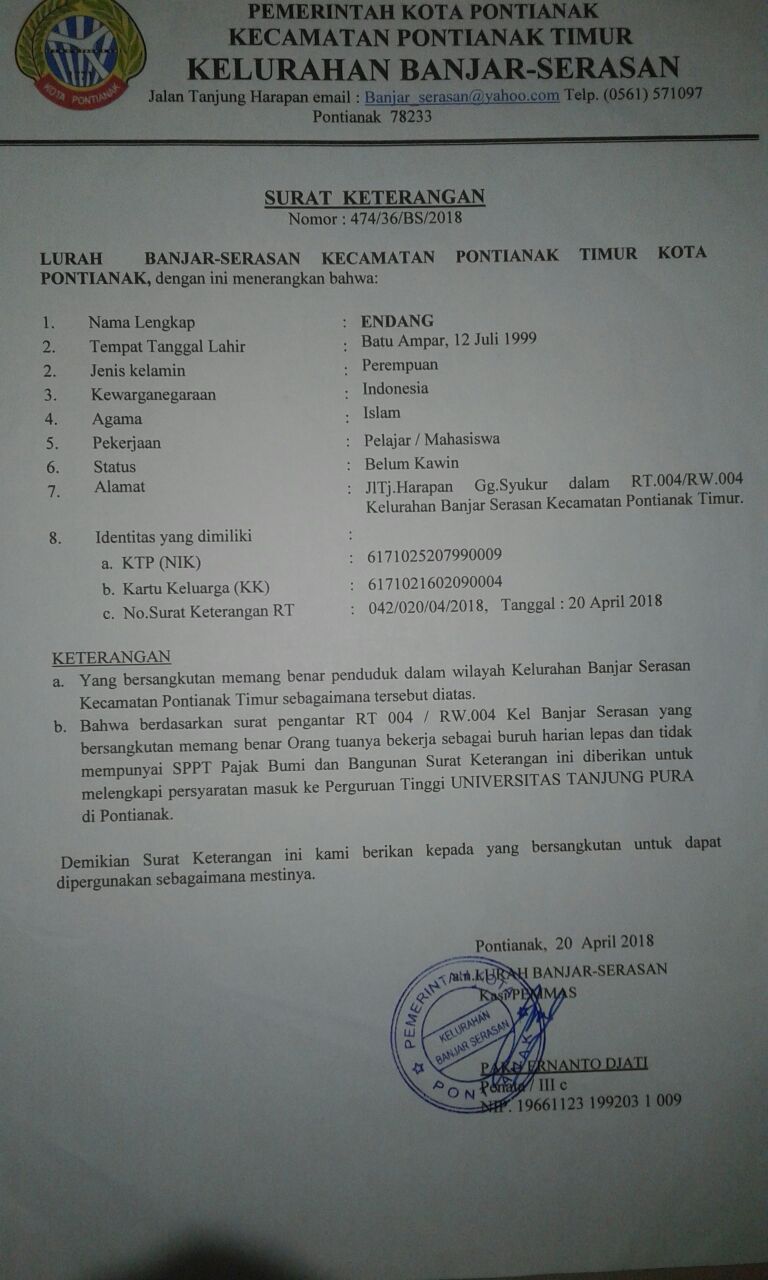 PEMERINTAH KOTA PONTIANAK
KECAMATAN PONTIANAK TIMUR
KELURAHAN BANJAR-SERASAN
Jalan Tanjung Harapan email : Banjar_serasan@yahoo.com Telp. (0561) 571097
Pontianak 78233
KOTA PONTIANAK
SURAT KETERANGAN
Nomor : 474/36/BS/2018
LURAH BANJAR-SERASAN KECAMATAN PONTIANAK TIMUR KOTA
PONTIANAK, dengan ini menerangkan bahwa:
1. Nama Lengkap : ENDANG
2. Tempat Tanggal Lahir : Batu Ampar, 12 Juli 1999
2. Jenis kelamin : Perempuan
3. Kewarganegaraan : Indonesia
4. Agama : Islam
5. Pekerjaan : Pelajar / Mahasiswa
6. Status : Belum Kawin
7. Alamat : JlTj.Harapan Gg.Syukur dalam RT.004/RW.004
Kelurahan Banjar Serasan Kecamatan Pontianak Timur.
8. Identitas yang dimiliki :
a. KTP (NIK) : 6171025207990009
b. Kartu Keluarga (KK) : 6171021602090004
c. No.Surat Keterangan RT : 042/020/04/2018, Tanggal : 20 April 2018
KETERANGAN
a. Yang bersangkutan memang benar penduduk dalam wilayah Kelurahan Banjar Serasan
Kecamatan Pontianak Timur sebagaimana tersebut diatas.
b. Bahwa berdasarkan surat pengantar RT 004 / RW.004 Kel Banjar Serasan yang
bersangkutan memang benar Orang tuanya bekerja sebagai buruh harian lepas dan tidak
mempunyai SPPT Pajak Bumi dan Bangunan Surat Keterangan ini diberikan untuk
melengkapi persyaratan masuk ke Perguruan Tinggi UNIVERSITAS TANJUNG PURA
di Pontianak.
Demikian Surat Keterangan ini kami berikan kepada yang bersangkutan untuk dapat
dipergunakan sebagaimana mestinya.
Pontianak, 20 April 2018
a.n.LURAH BANJAR-SERASAN
Kasi PEMMAS
PEMERINTAH KOTA
KELURAHAN
BANJAR SERASAN
PONTIANAK
ERNANTO DJATI
Penata / III c
NIP. 19661123 199203 1 009